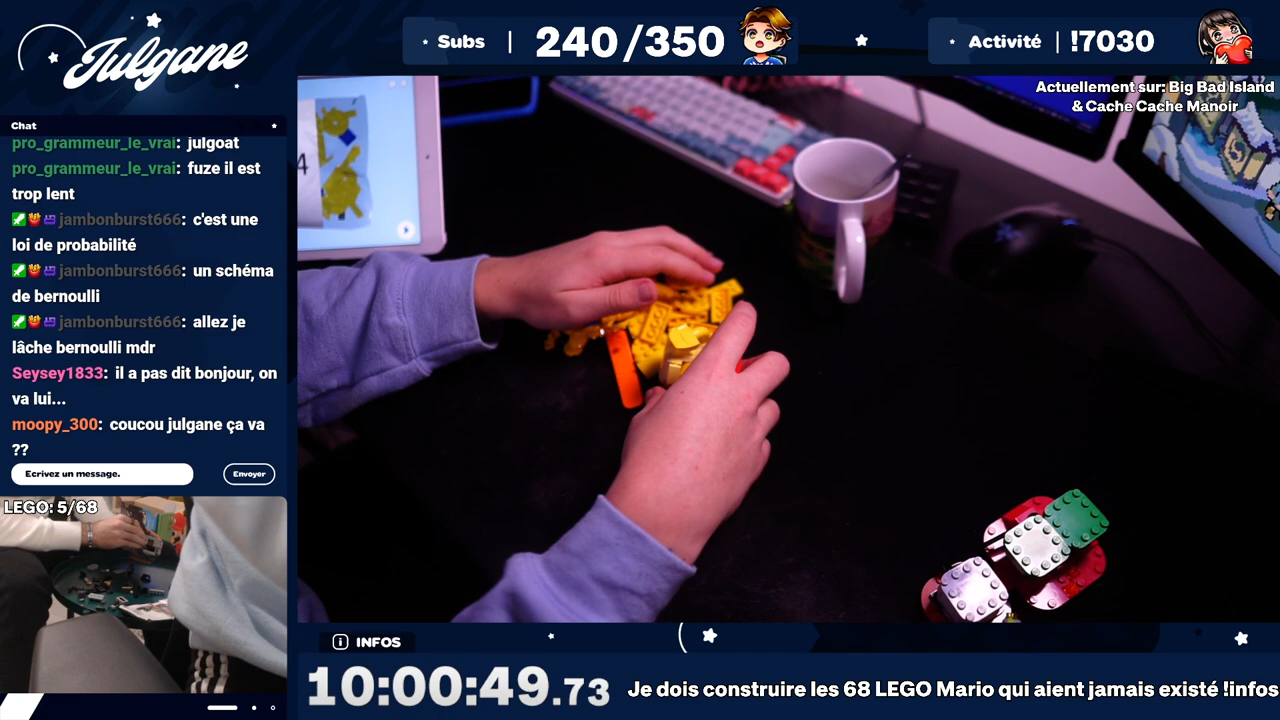 Julgane
Subs | 240/350
Activité | !7030
Actuellement sur: Big Bad Island
& Cache Cache Manoir
Chat
pro_grammeur_le_vrai: julgoat
pro_grammeur_le_vrai: fuze il est
trop lent
jambonburst666: c'est une
loi de probabilité
jambonburst666: un schéma
de bernoulli
jambonburst666: allez je
lâche bernoulli mdr
Seysey1833: il a pas dit bonjour, on
va lui...
moopy_300: coucou julgane ça va
??
Ecrivez un message.
Envoyer
LEGO: 5/68
4
INFOS
10:00:49.73
Je dois construire les 68 LEGO Mario qui aient jamais existé !infos